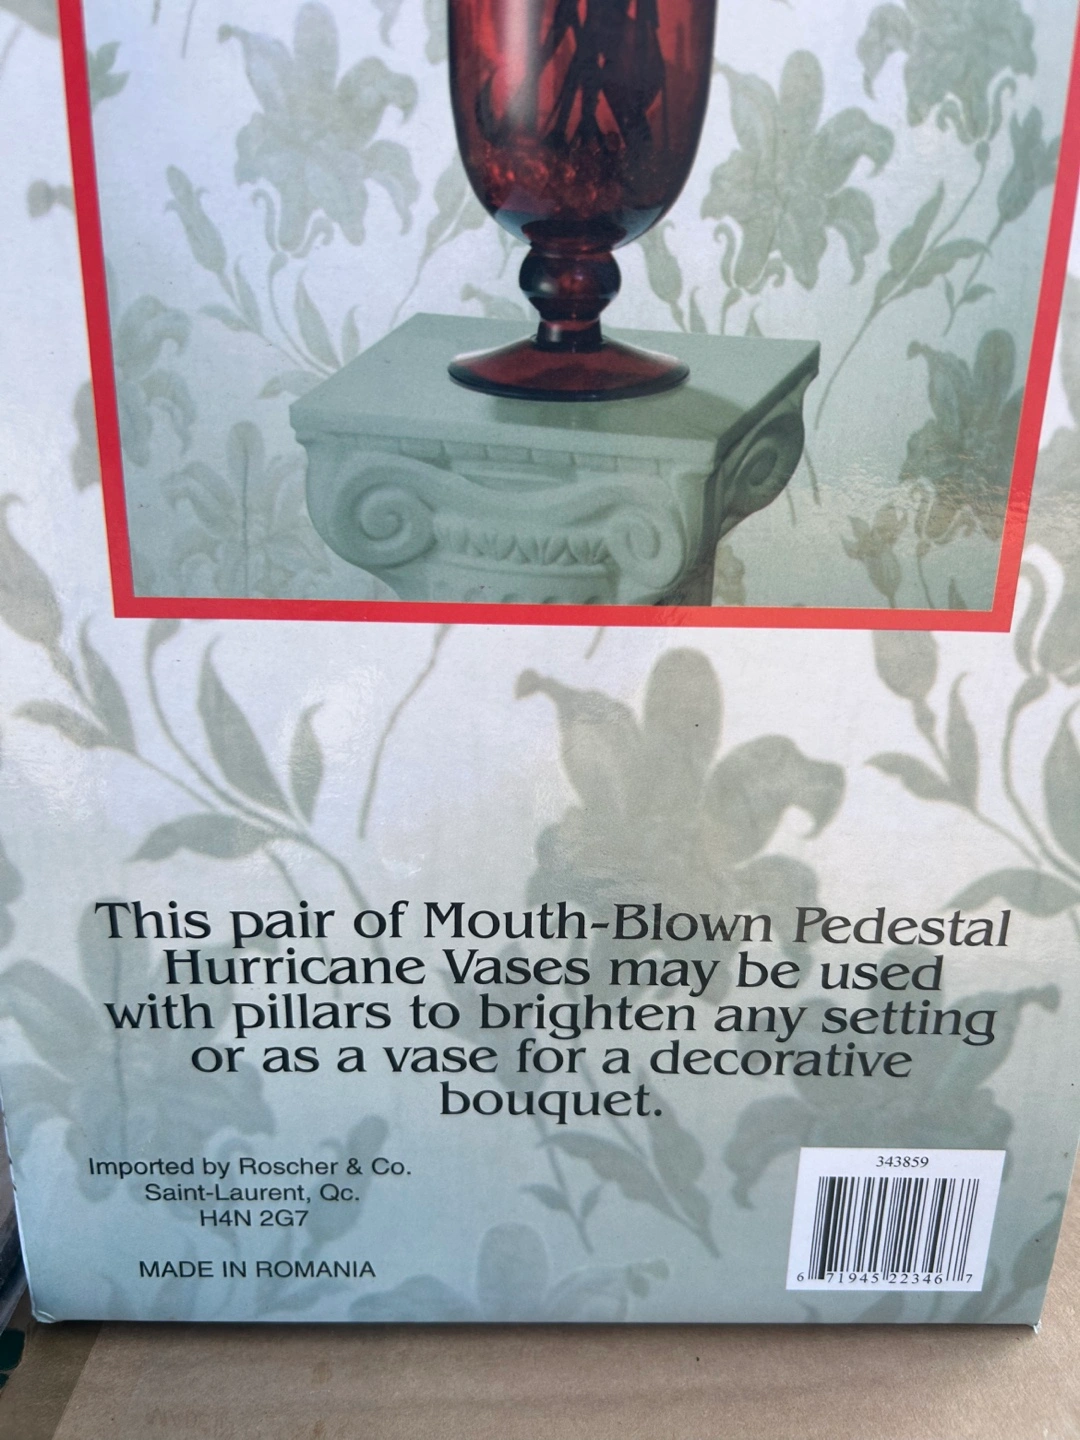 This pair of Mouth-Blown Pedestal
Hurricane Vases may be used
with pillars to brighten any setting
or as a vase for a decorative
bouquet.
Imported by Roscher & Co.
Saint-Laurent, Qc.
H4N 2G7
MADE IN ROMANIA
343859
6 71945 22346 7